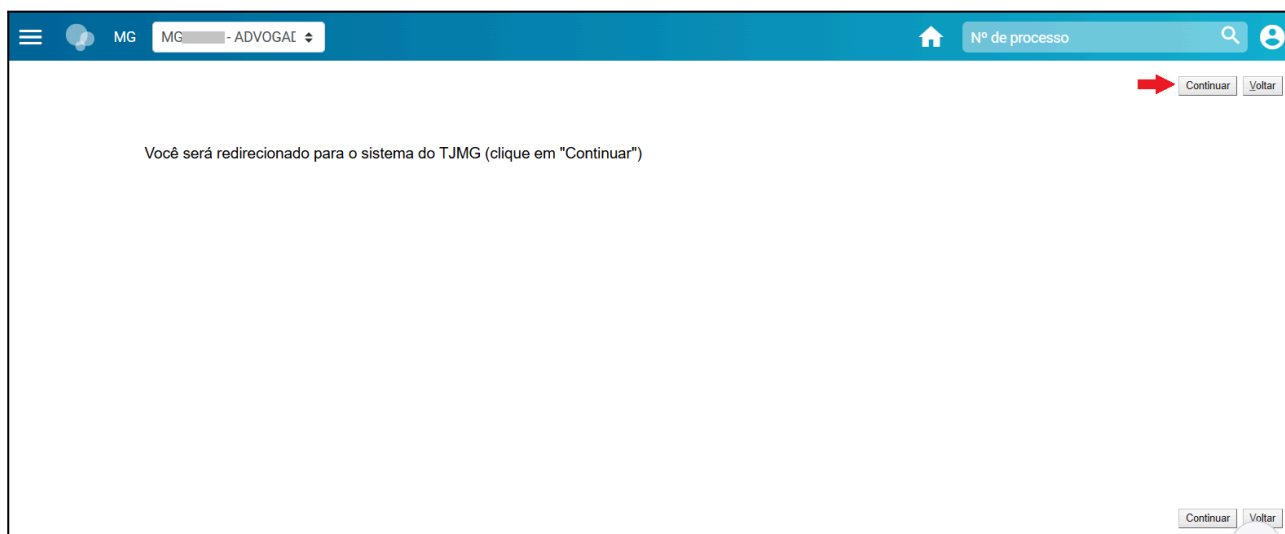 MG MG - ADVOGAD Nº de processo
Continuar Voltar
Você será redirecionado para o sistema do TJMG (clique em "Continuar")
Continuar Voltar